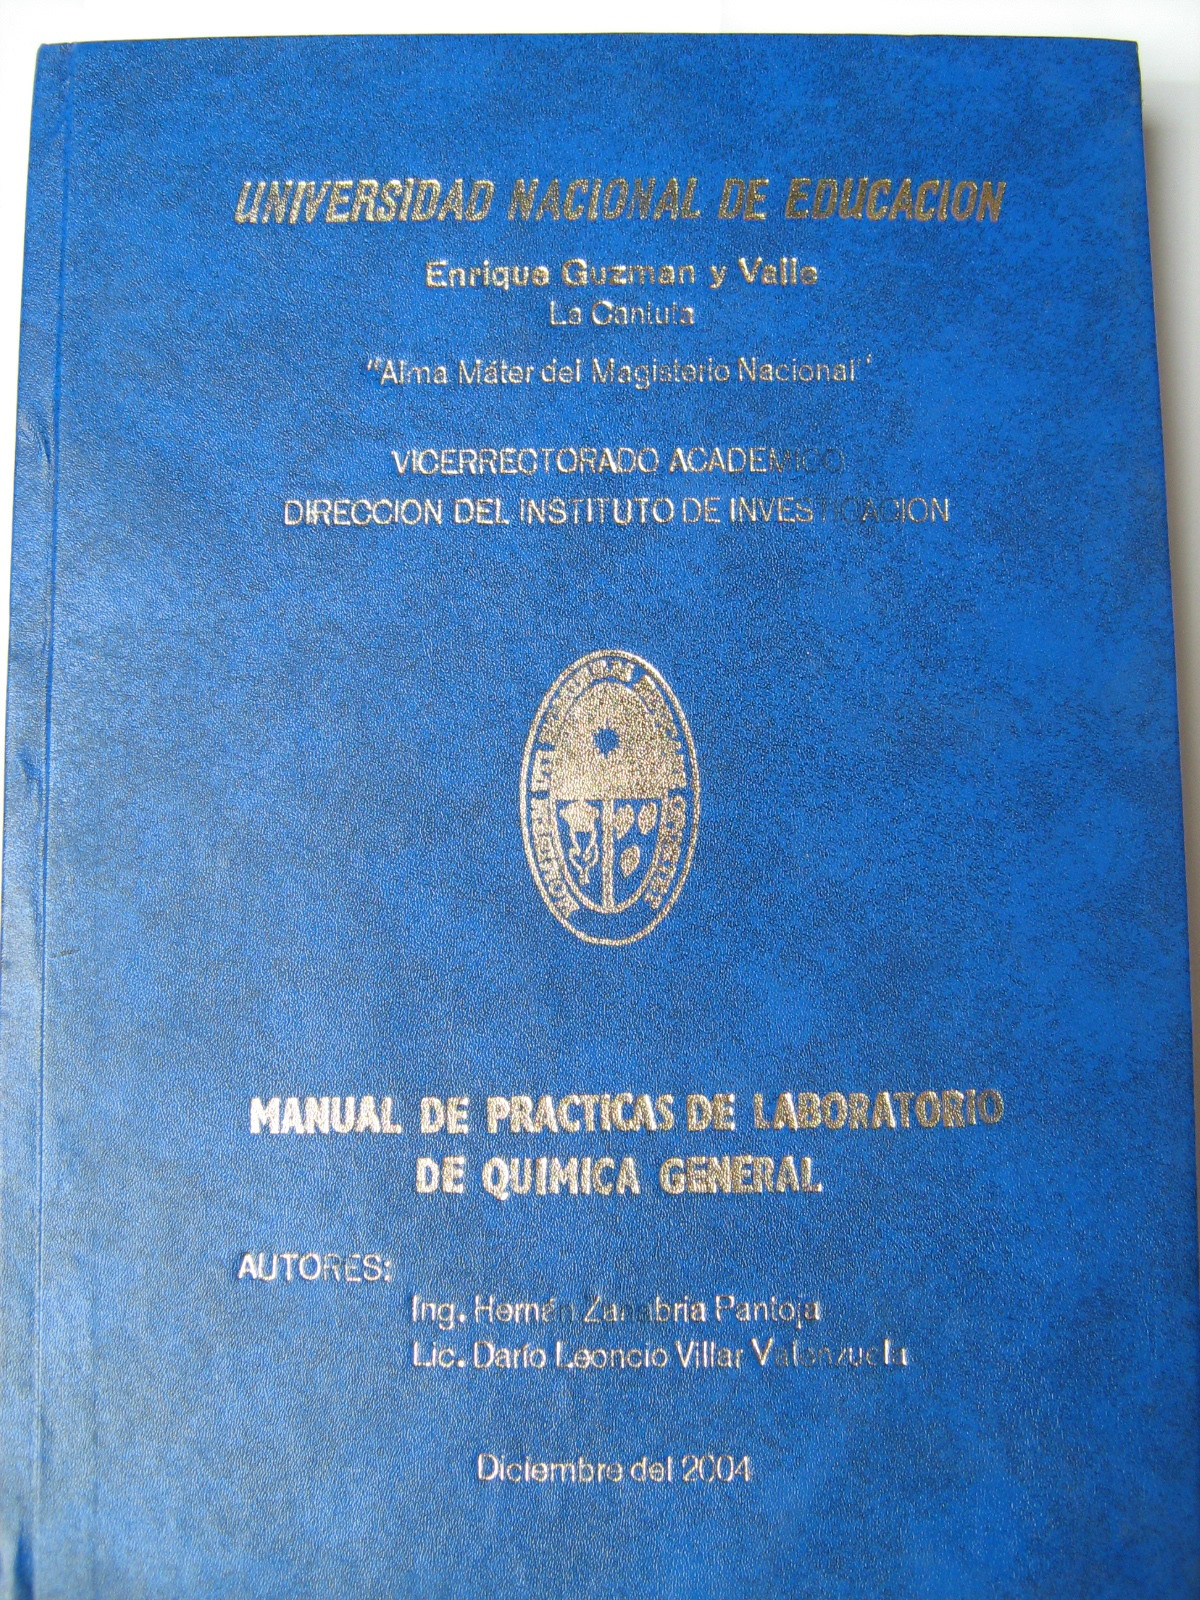 UNIVERSIDAD NACIONAL DE EDUCACION
Enrique Guzman y Valle
La Cantuta
"Alma Máter del Magisterio Nacional"
VICERRECTORADO ACADEMICO
DIRECCION DEL INSTITUTO DE INVESTIGACION
MANUAL DE PRACTICAS DE LABORATORIO
DE QUIMICA GENERAL
AUTORES:
Ing. Hernán Zanabria Pantoja
Lic. Darío Leoncio Villar Valenzuela
Diciembre del 2004